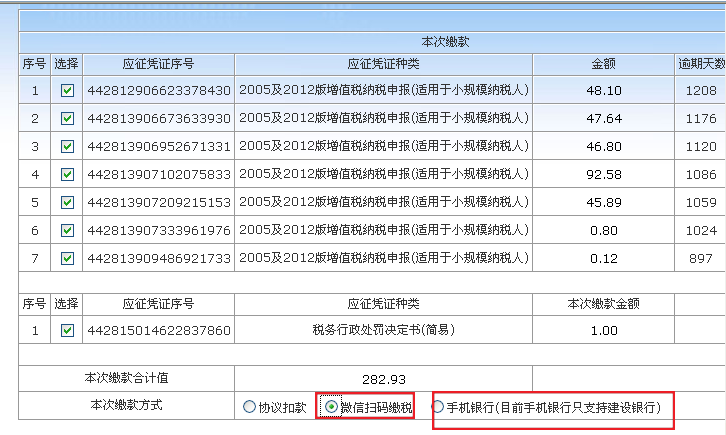 本次缴款
序号 选择 应征凭证序号 应征凭证种类 金额 逾期天数
1 442812906623378430 2005及2012版增值税纳税申报(适用于小规模纳税人) 48.10 1208
2 442813906673633930 2005及2012版增值税纳税申报(适用于小规模纳税人) 47.64 1176
3 442813906952671331 2005及2012版增值税纳税申报(适用于小规模纳税人) 46.80 1120
4 442813907102075833 2005及2012版增值税纳税申报(适用于小规模纳税人) 92.58 1086
5 442813907209215153 2005及2012版增值税纳税申报(适用于小规模纳税人) 45.89 1059
6 442813907333961976 2005及2012版增值税纳税申报(适用于小规模纳税人) 0.80 1024
7 442813909486921733 2005及2012版增值税纳税申报(适用于小规模纳税人) 0.12 897
序号 选择 应征凭证序号 应征凭证种类 本次缴款金额
1 442815014622837860 税务行政处罚决定书(简易) 1.00
本次缴款合计值 282.93
本次缴款方式 协议扣款 微信扫码缴税 手机银行(目前手机银行只支持建设银行)